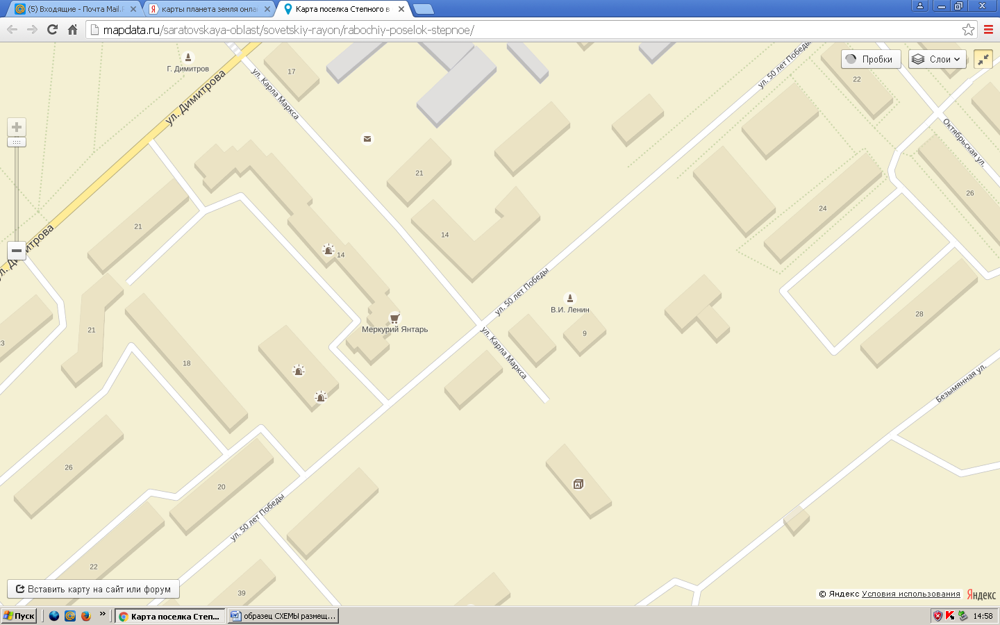 (5) Входящие - Почта Mail.R
карты планета земля онла
Карта поселка Степного в
mapdata.ru/saratovskaya-oblast/sovetskiy-rayon/rabochiy-poselok-stepnoe/
Пробки
Слои
Г. Димитров
17
ул. Димитрова
ул. Карла Маркса
ул. 50 лет Победы
22
Октябрьская ул.
21
26
24
21
14
14
ул. Димитрова
ул. 50 лет Победы
В.И. Ленин
28
Меркурий Янтарь
21
9
23
ул. Карла Маркса
18
Безымянная ул.
26
20
ул. 50 лет Победы
22
39
Вставить карту на сайт или форум
© Яндекс Условия использования
Яндекс
Пуск
»
Карта поселка Степ...
образец СХЕМЫ размещ...
14:58